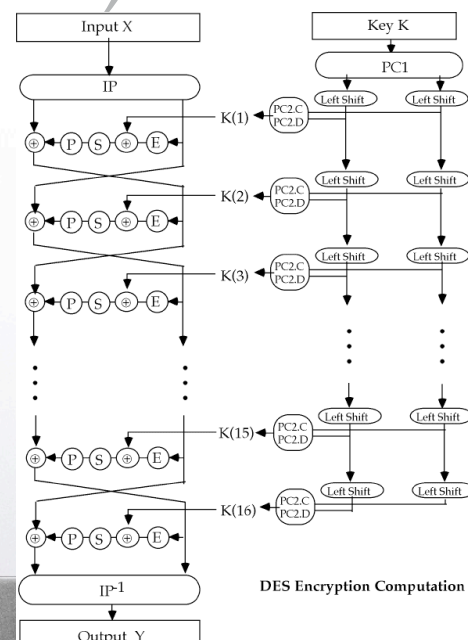 Input X
Key K
IP
PC1
Left Shift Left Shift
⊕ P S ⊕ E
K(1)
PC2.C
PC2.D
Left Shift Left Shift
⊕ P S ⊕ E
K(2)
PC2.C
PC2.D
Left Shift Left Shift
⊕ P S ⊕ E
K(3)
PC2.C
PC2.D
Left Shift Left Shift
⊕ P S ⊕ E
K(15)
PC2.C
PC2.D
Left Shift Left Shift
⊕ P S ⊕ E
K(16)
PC2.C
PC2.D
IP-1
DES Encryption Computation
Output Y